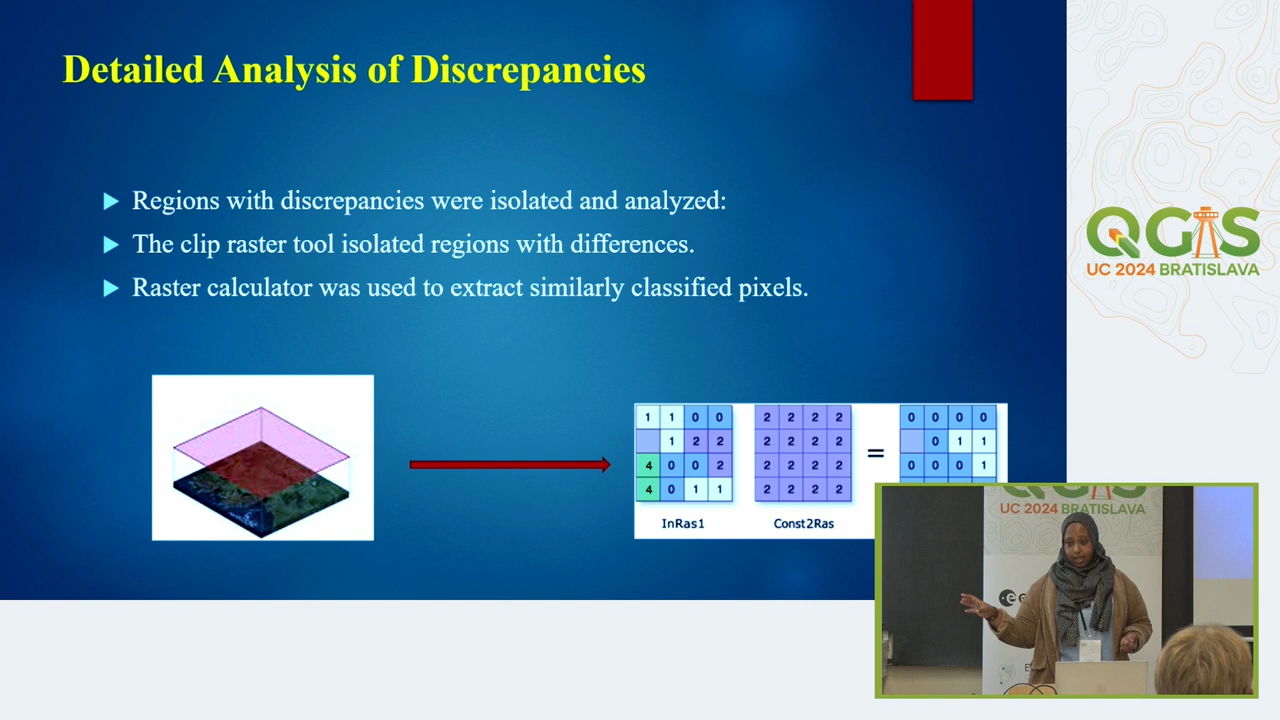 Detailed Analysis of Discrepancies
Regions with discrepancies were isolated and analyzed:
The clip raster tool isolated regions with differences.
Raster calculator was used to extract similarly classified pixels.
1 1 0 0
1 2 2
4 0 0 2
4 0 1 1
InRas1
2 2 2 2
2 2 2 2
2 2 2 2
2 2 2 2
Const2Ras
=
0 0 0 0
0 1 1
0 0 0 1
QGIS
UC 2024 BRATISLAVA
QGIS
UC 2024 BRATISLAVA